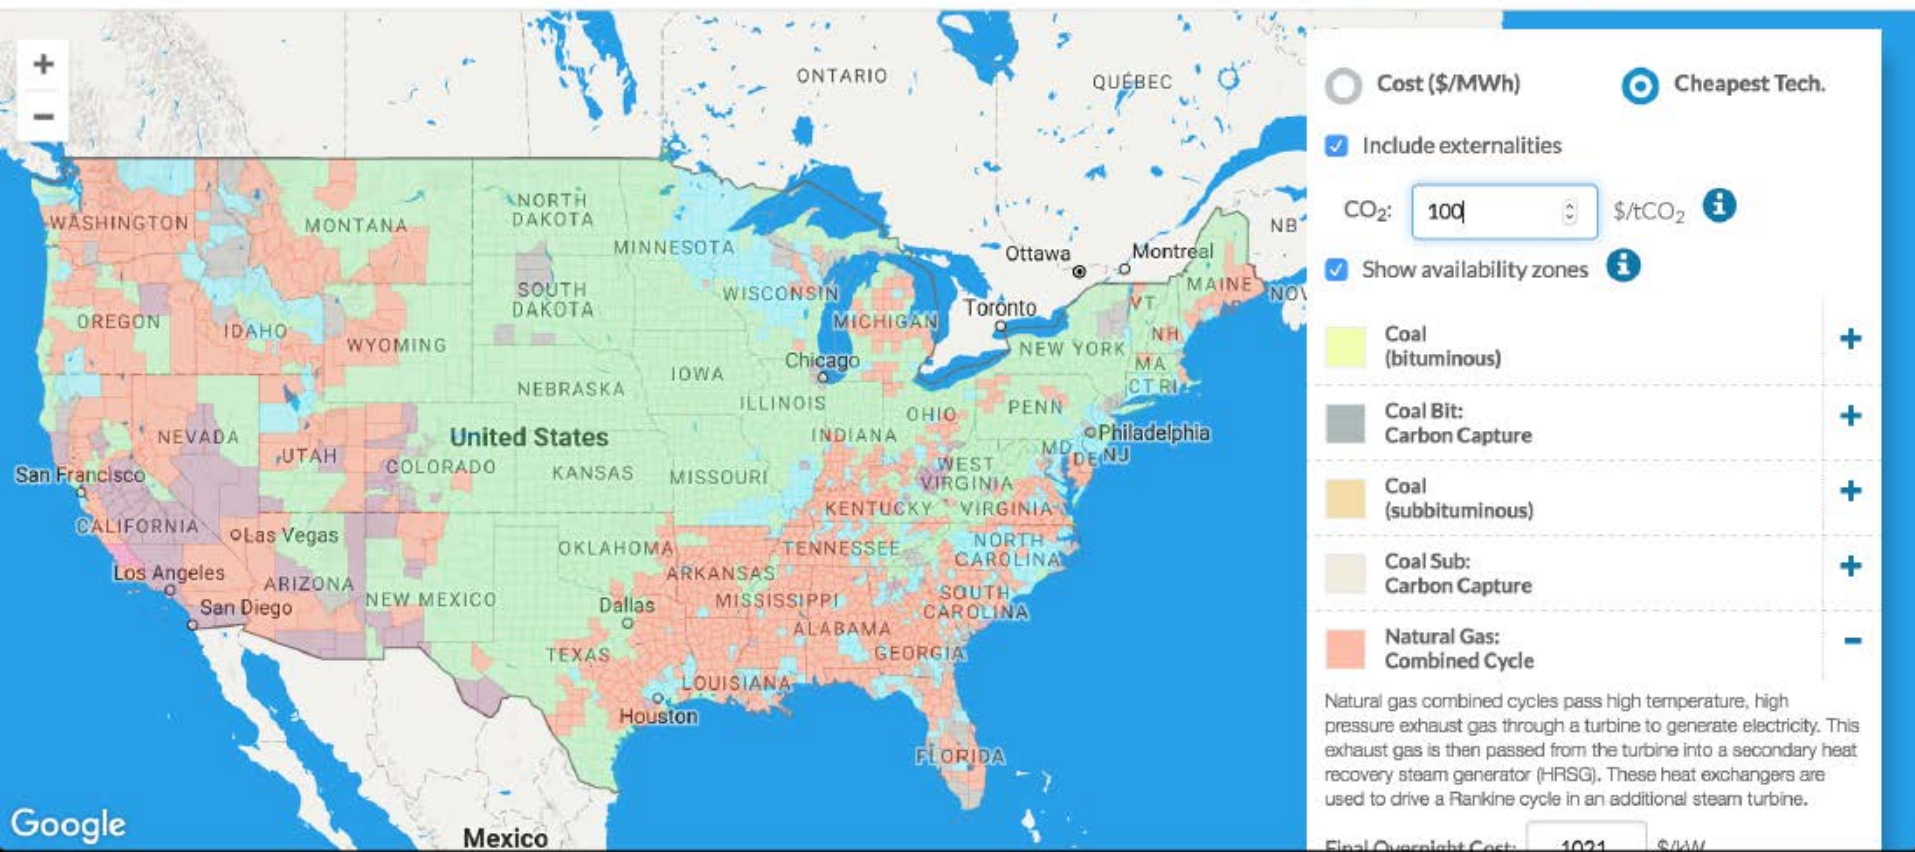 +
−
ONTARIO
QUÉBEC
NB
NOV
WASHINGTON
MONTANA
NORTH
DAKOTA
MINNESOTA
Ottawa
Montreal
MAINE
OREGON
IDAHO
WYOMING
SOUTH
DAKOTA
WISCONSIN
MICHIGAN
Toronto
VT
NH
NEW YORK
MA
CT RI
Chicago
IOWA
NEBRASKA
ILLINOIS
OHIO
PENN
NEVADA
UTAH
COLORADO
United States
KANSAS
MISSOURI
INDIANA
WEST
VIRGINIA
MD
DE
NJ
Philadelphia
San Francisco
CALIFORNIA
Las Vegas
KENTUCKY
VIRGINIA
OKLAHOMA
ARKANSAS
TENNESSEE
NORTH
CAROLINA
Los Angeles
ARIZONA
NEW MEXICO
San Diego
Dallas
MISSISSIPPI
SOUTH
CAROLINA
ALABAMA
GEORGIA
TEXAS
LOUISIANA
Houston
FLORIDA
Google
Mexico
Cost ($/MWh)
Cheapest Tech.
Include externalities
CO₂: 100 $/tCO₂ i
Show availability zones i
Coal
(bituminous)
+
Coal Bit:
Carbon Capture
+
Coal
(subbituminous)
+
Coal Sub:
Carbon Capture
+
Natural Gas:
Combined Cycle
−
Natural gas combined cycles pass high temperature, high
pressure exhaust gas through a turbine to generate electricity. This
exhaust gas is then passed from the turbine into a secondary heat
recovery steam generator (HRSG). These heat exchangers are
used to drive a Rankine cycle in an additional steam turbine.
Final Overnight Cost: 1021 $/kW